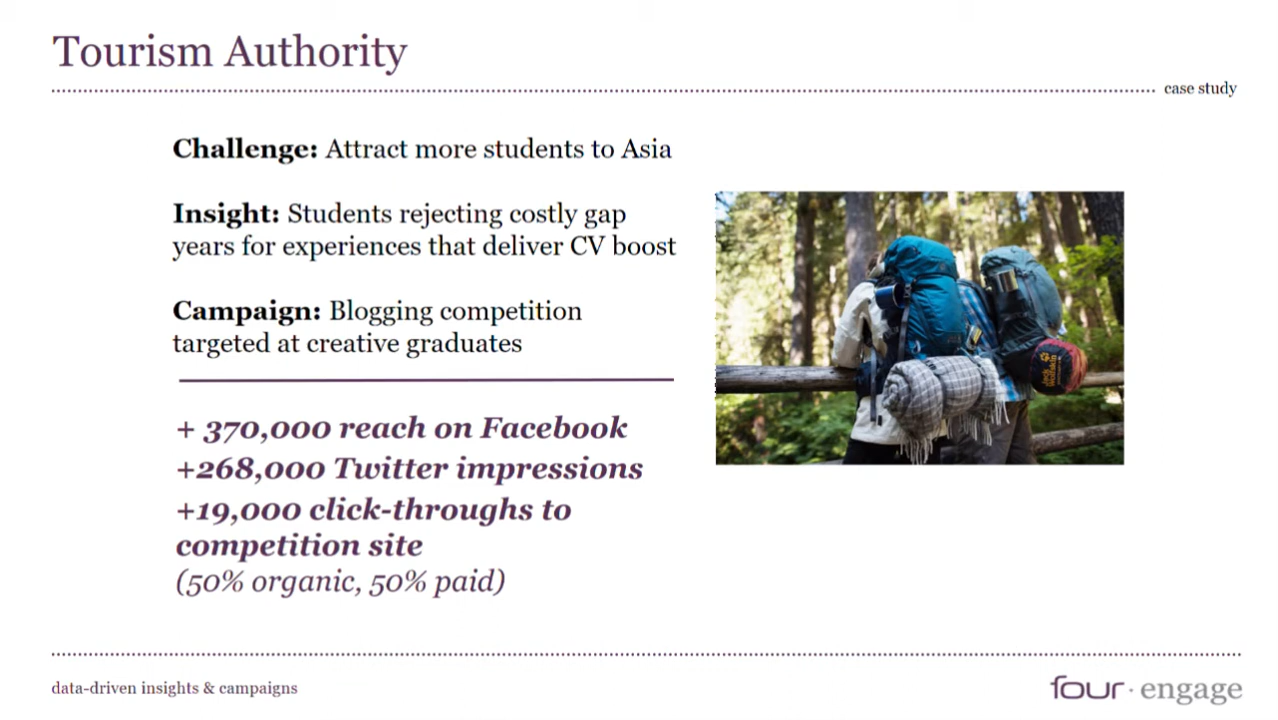 Tourism Authority
case study
Challenge: Attract more students to Asia
Insight: Students rejecting costly gap
years for experiences that deliver CV boost
Campaign: Blogging competition
targeted at creative graduates
+ 370,000 reach on Facebook
+268,000 Twitter impressions
+19,000 click-throughs to
competition site
(50% organic, 50% paid)
Jack
Wolfskin
data-driven insights & campaigns
four · engage